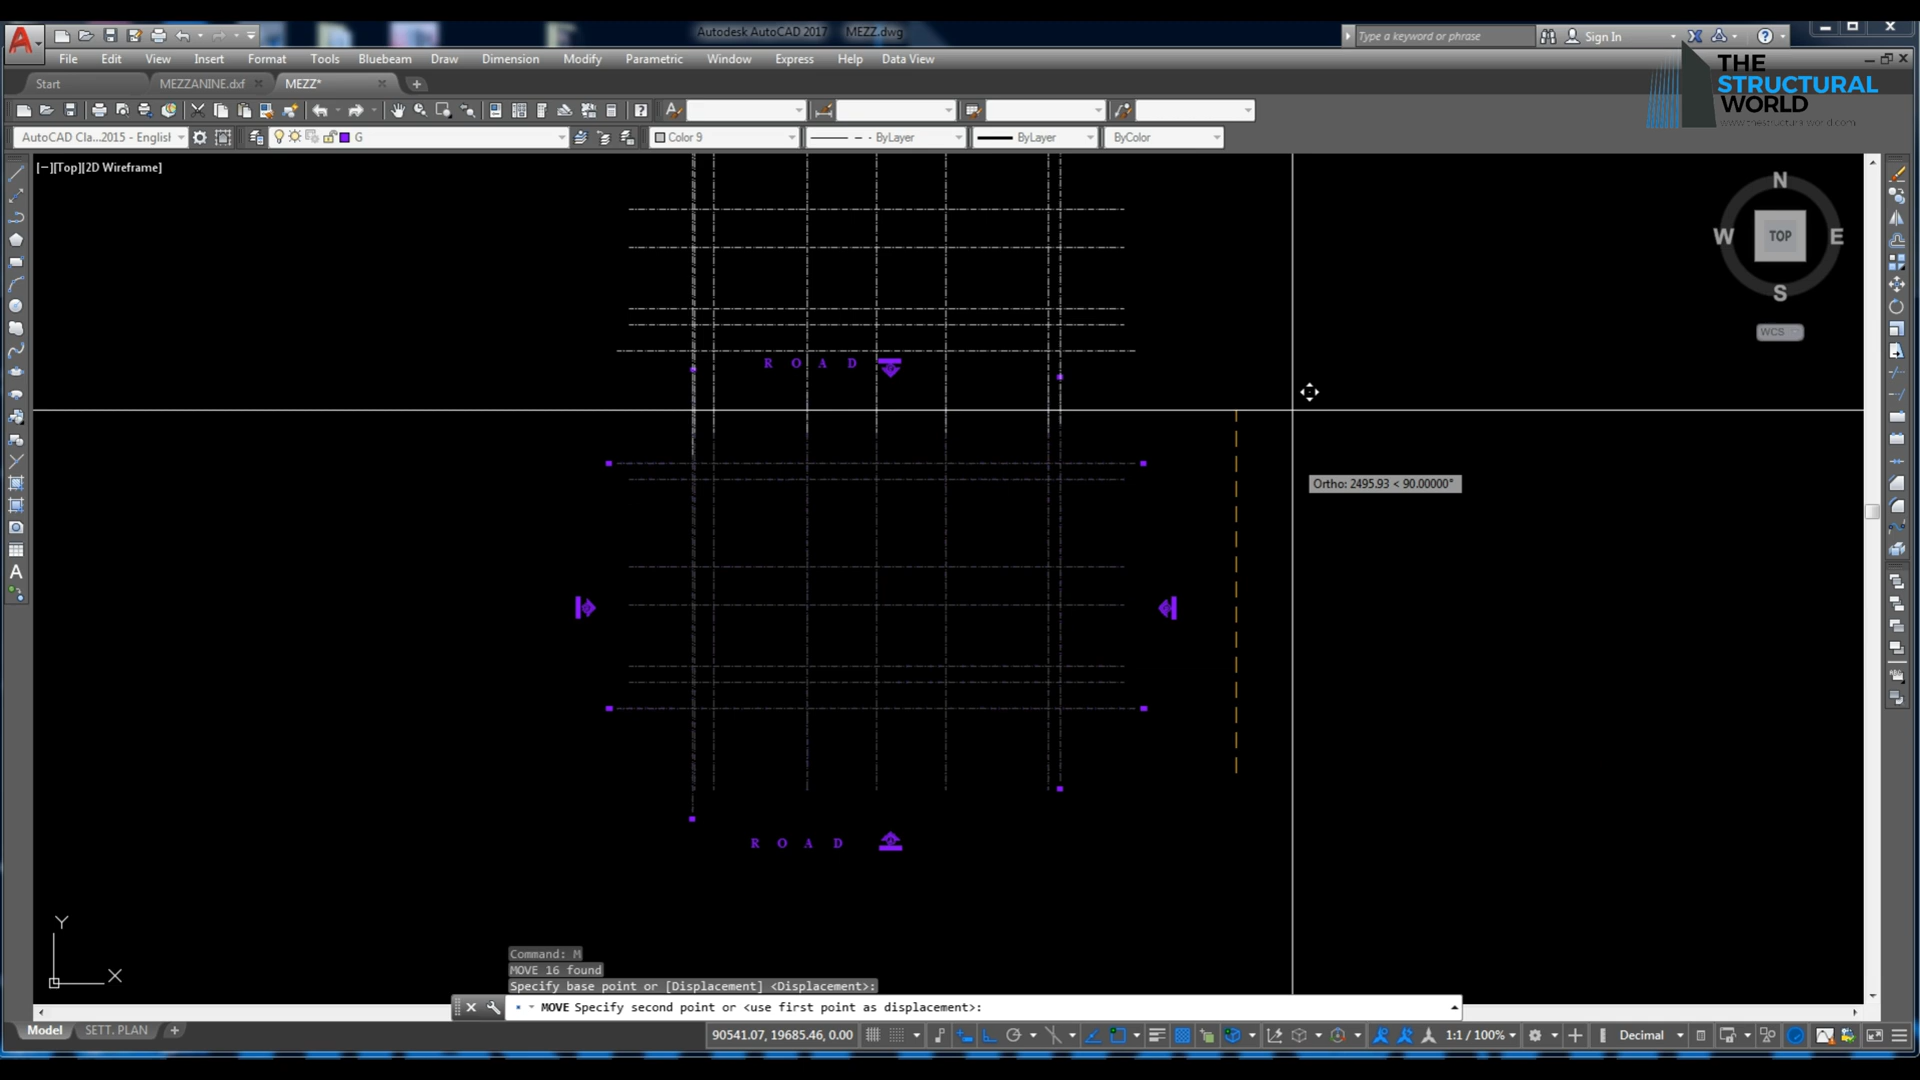 Autodesk AutoCAD 2017 MEZZ.dwg
Type a keyword or phrase
Sign In
File Edit View Insert Format Tools Bluebeam Draw Dimension Modify Parametric Window Express Help Data View
THE
STRUCTURAL
WORLD
www.thestructuralworld.com
Start MEZZANINE.dxf MEZZ*
AutoCAD Cla...2015 - English
G
Color 9
ByLayer
ByLayer
ByColor
[−][Top][2D Wireframe]
N
W TOP E
S
WCS
R O A D
Ortho: 2495.93 < 90.00000°
R O A D
Y
X
Command: M
MOVE 16 found
Specify base point or [Displacement] <Displacement>:
MOVE Specify second point or <use first point as displacement>:
Model SETT. PLAN
90541.07, 19685.46, 0.00
1:1 / 100%
Decimal